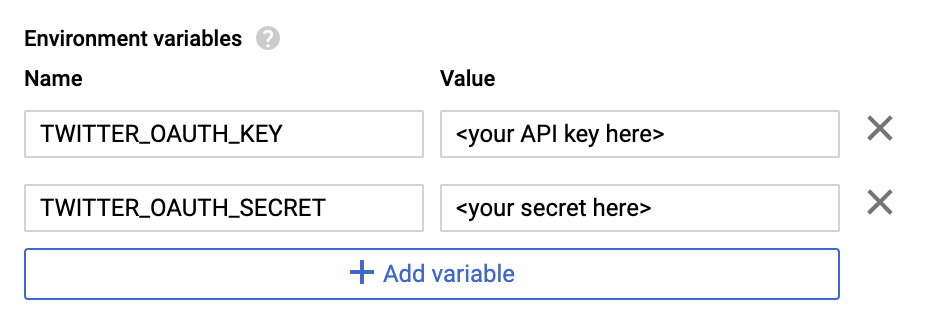 Environment variables ?
Name Value
TWITTER_OAUTH_KEY <your API key here>
TWITTER_OAUTH_SECRET <your secret here>
+ Add variable